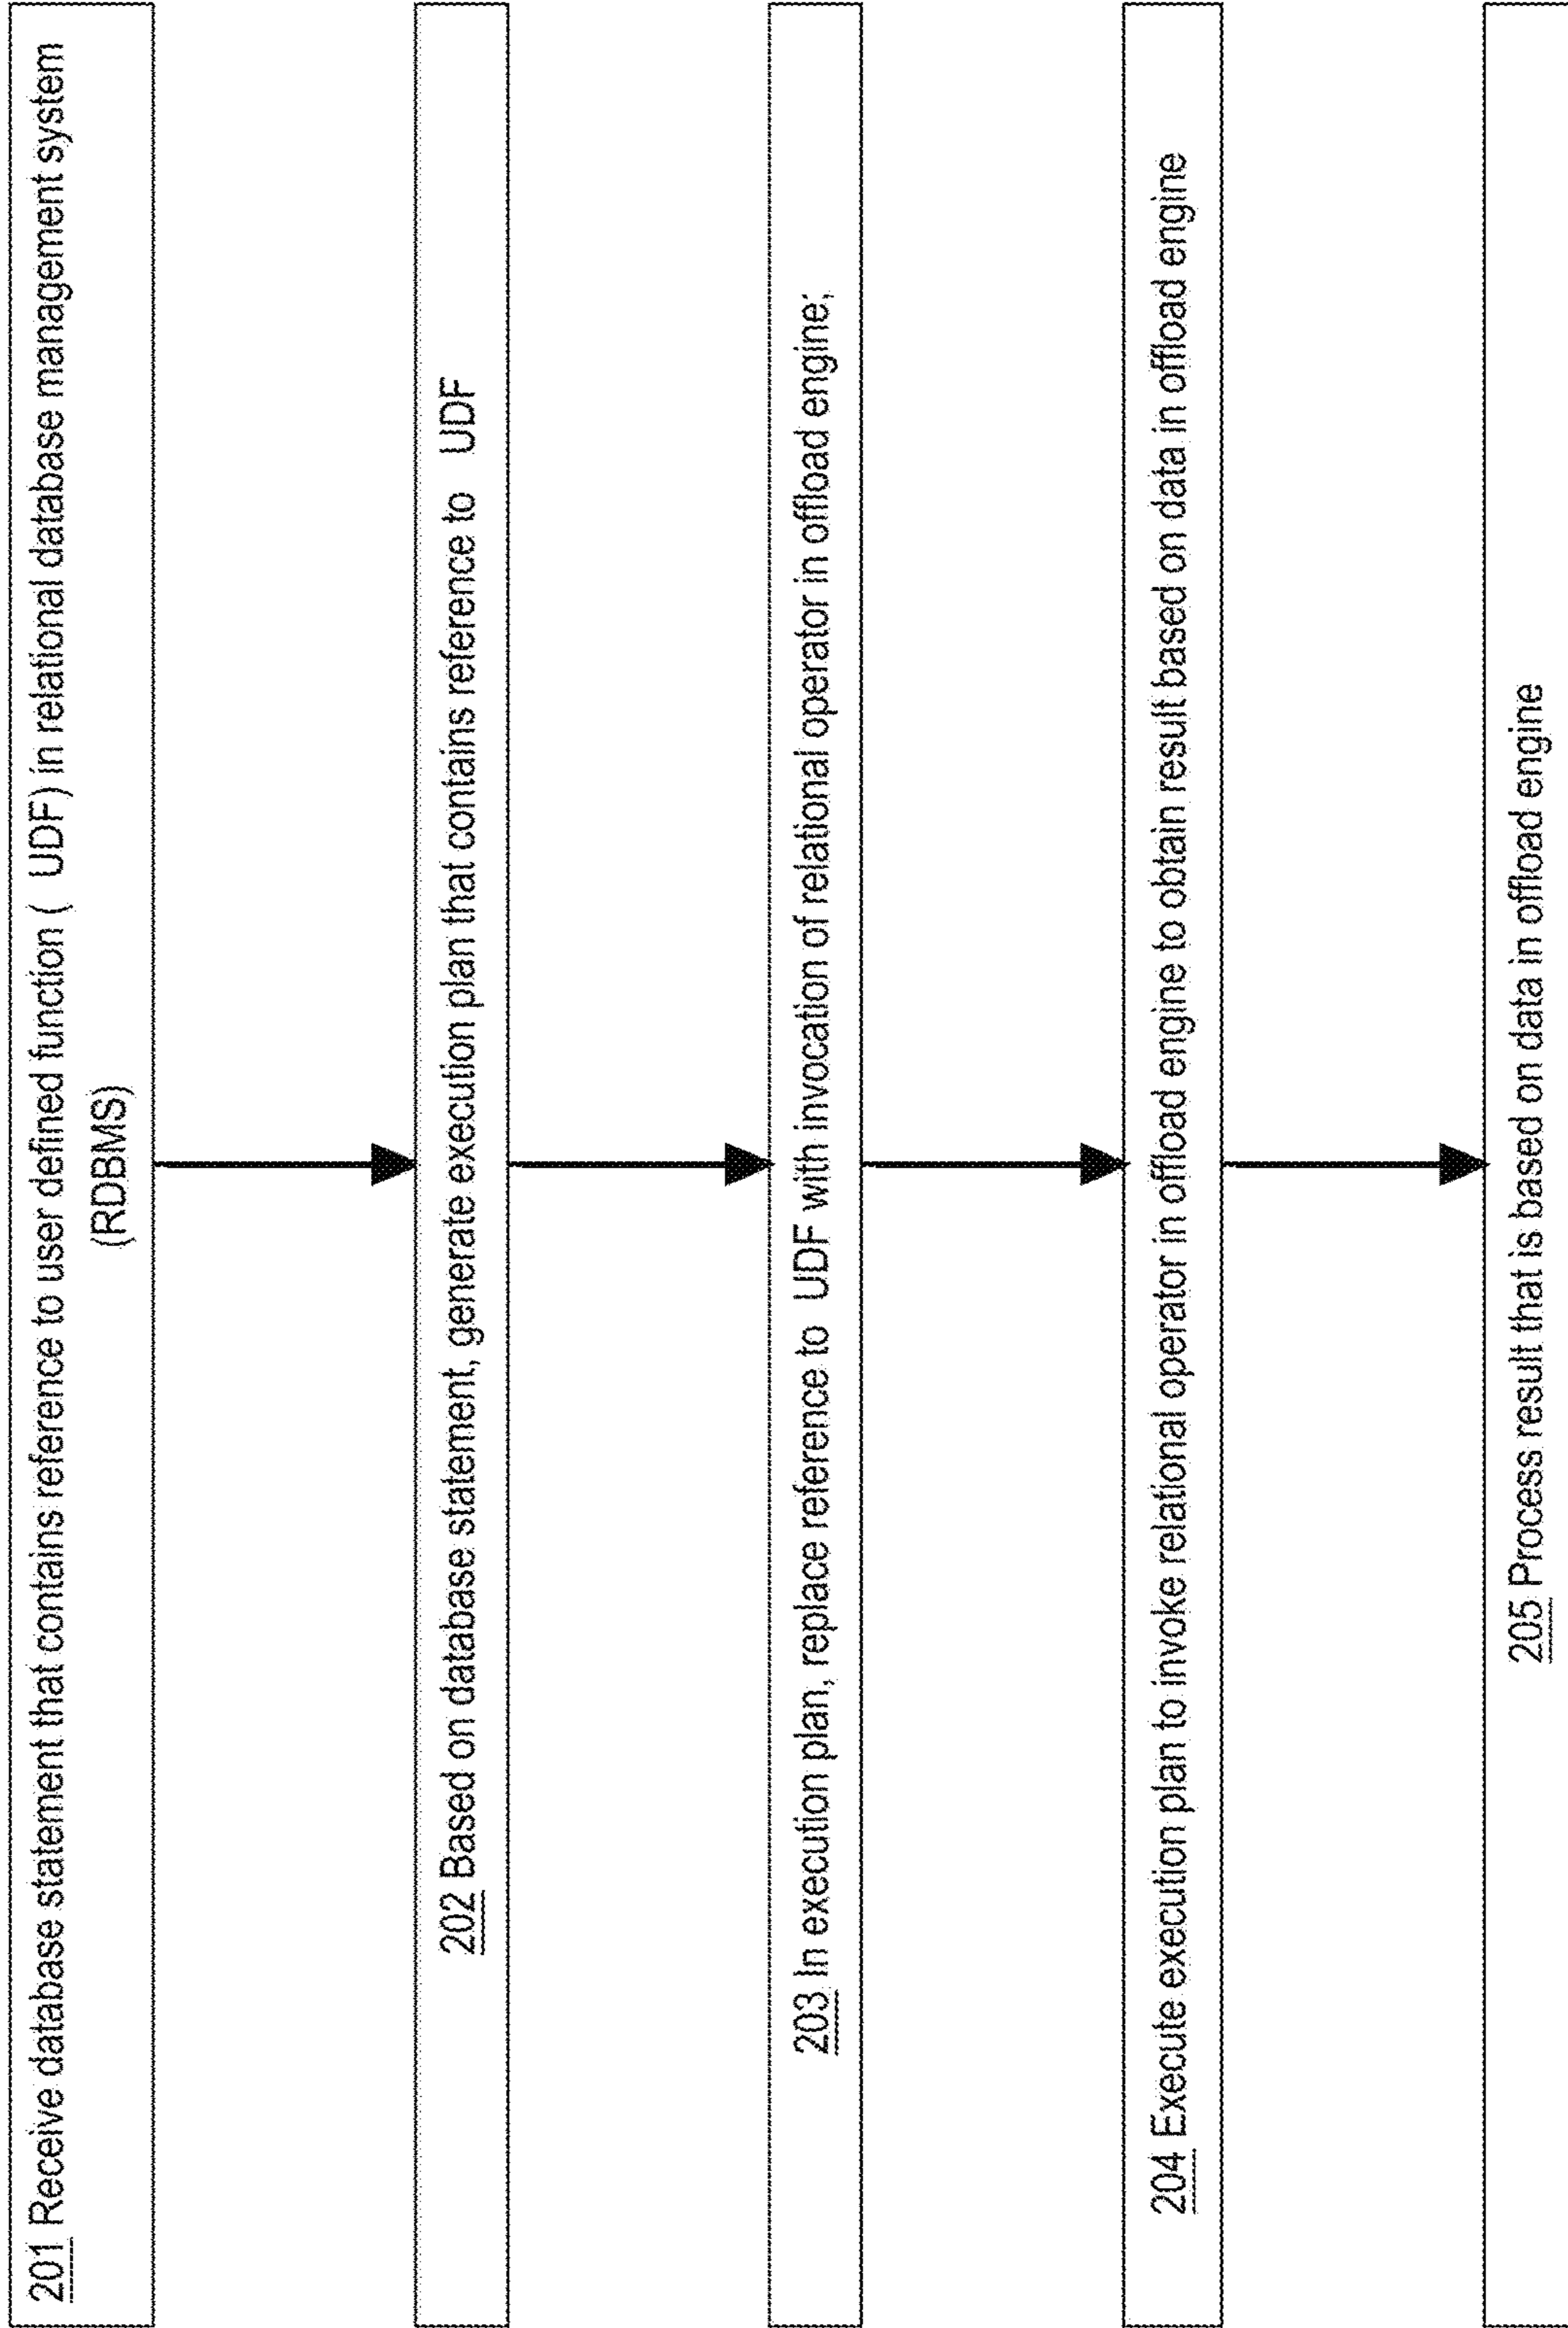 201 Receive database statement that contains reference to user defined function ( UDF) in relational database management system
(RDBMS)
202 Based on database statement, generate execution plan that contains reference to UDF
203 In execution plan, replace reference to UDF with invocation of relational operator in offload engine;
204 Execute execution plan to invoke relational operator in offload engine to obtain result based on data in offload engine
205 Process result that is based on data in offload engine